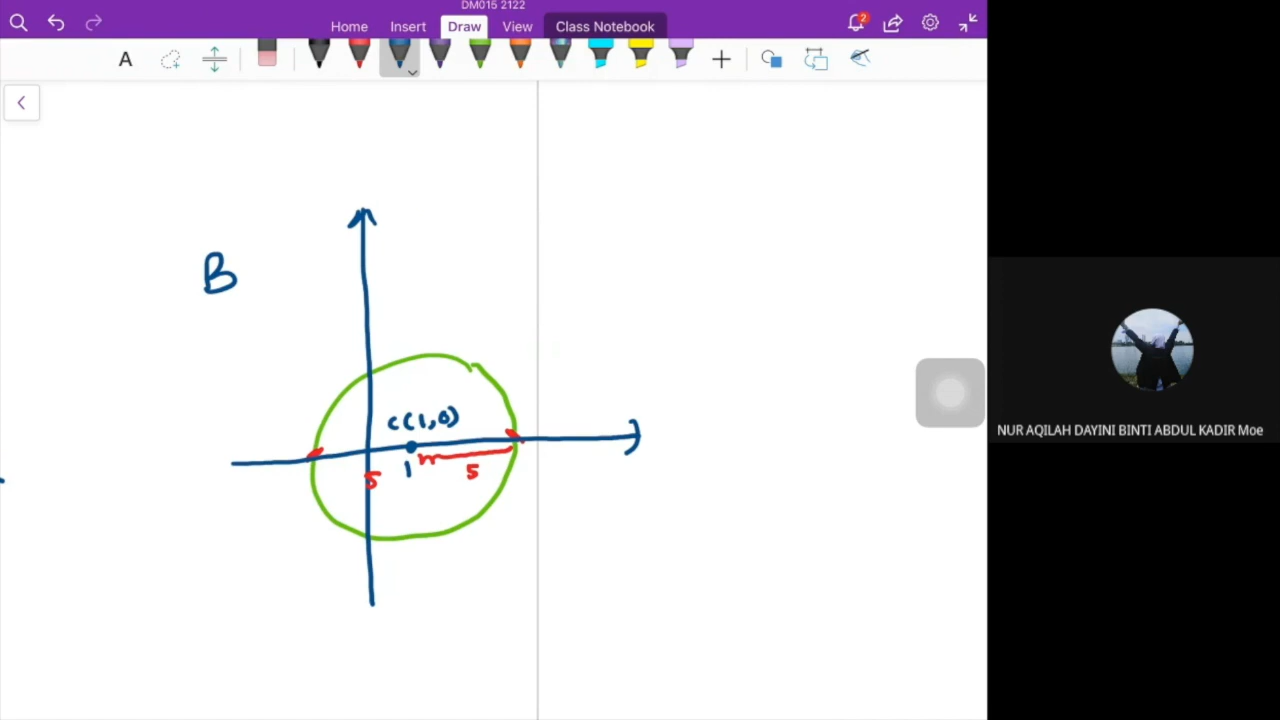 DM015 2122
Home Insert Draw View Class Notebook
2
A
B
C(1,0)
5 1 5
NUR AQILAH DAYINI BINTI ABDUL KADIR Moe